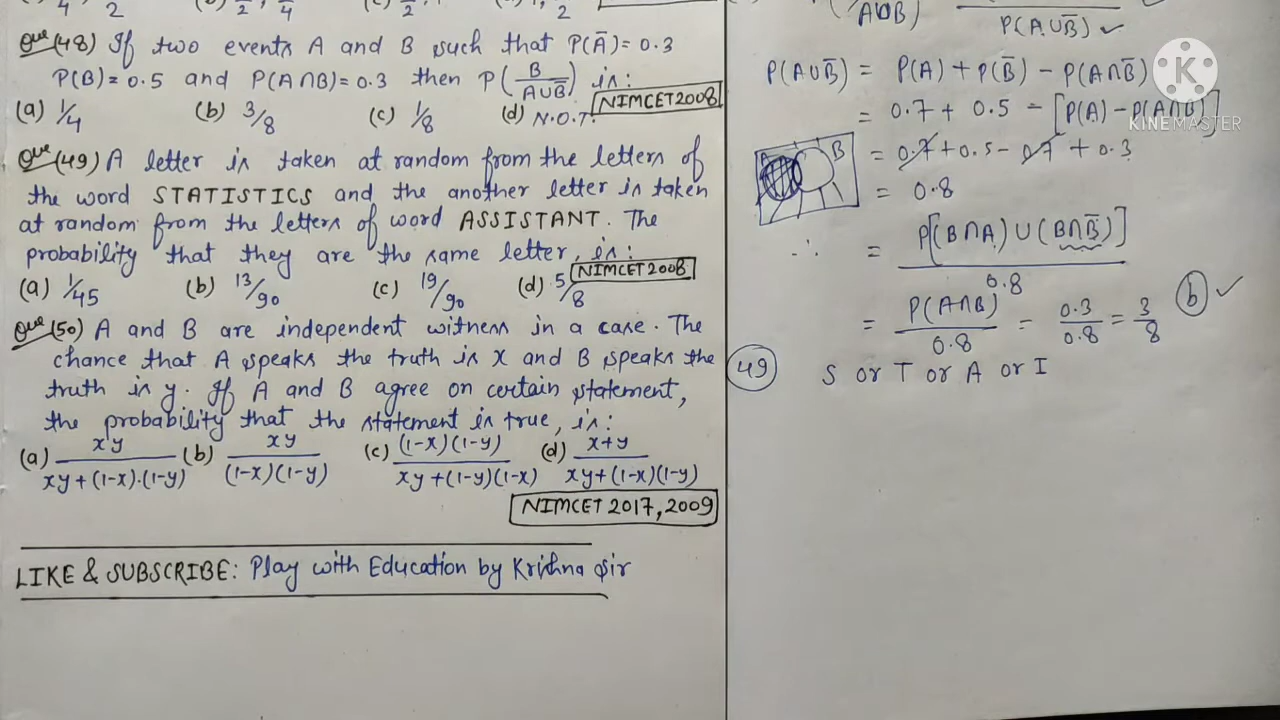 4 2 (b) 2 , 4 (c) 2 , (d) 2
Que (48) If two events A and B such that P(Ā) = 0.3
P(B) = 0.5 and P(A∩B) = 0.3 then P(B/A∪B̄) is:
NIMCET2008
(a) 1/4 (b) 3/8 (c) 1/8 (d) N.O.T.
Que (49) A letter is taken at random from the letters of
the word STATISTICS and the another letter is taken
at random from the letters of word ASSISTANT. The
probability that they are the same letter, is:
NIMCET2008
(a) 1/45 (b) 13/90 (c) 19/90 (d) 5/8
Que (50) A and B are independent witness in a case. The
chance that A speaks the truth is x and B speaks the
truth is y. If A and B agree on certain statement,
the probability that the statement is true, is:
(a) xy/xy+(1-x).(1-y) (b) xy/(1-x)(1-y) (c) (1-x)(1-y)/xy+(1-y)(1-x) (d) x+y/xy+(1-x)(1-y)
NIMCET 2017, 2009
LIKE & SUBSCRIBE: Play with Education by Krishna Sir
A∪B)
P(A∪B̄) ✓
P(A∪B̄) = P(A) + P(B̄) - P(A∩B̄)
K
KINEMASTER
= 0.7 + 0.5 - [P(A) - P(A∩B)]
= 0.7 + 0.5 - 0.7 + 0.3
B
= 0.8
∴ = P[(B∩A) ∪ (B∩B̄)]/0.8
= P(A∩B)/0.8 = 0.3/0.8 = 3/8 (b) ✓
49 S or T or A or I